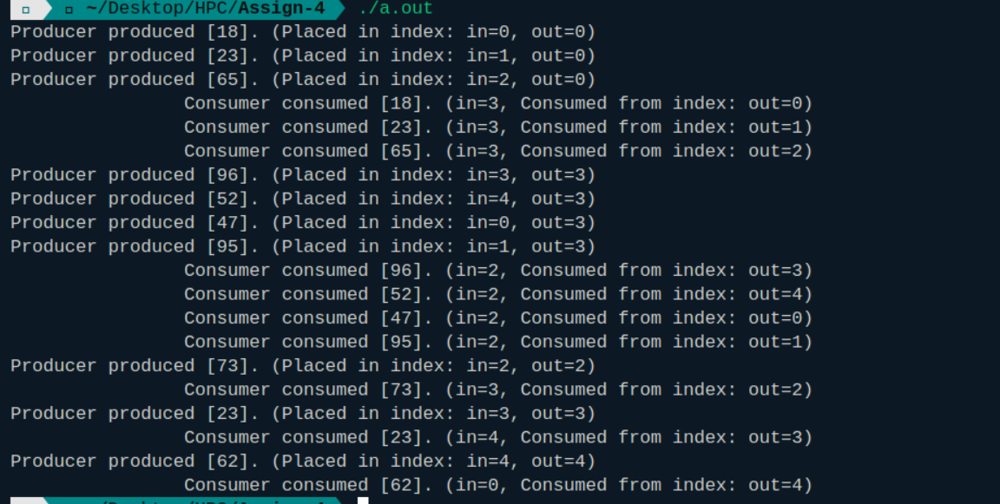 ~/Desktop/HPC/Assign-4 ./a.out
Producer produced [18]. (Placed in index: in=0, out=0)
Producer produced [23]. (Placed in index: in=1, out=0)
Producer produced [65]. (Placed in index: in=2, out=0)
Consumer consumed [18]. (in=3, Consumed from index: out=0)
Consumer consumed [23]. (in=3, Consumed from index: out=1)
Consumer consumed [65]. (in=3, Consumed from index: out=2)
Producer produced [96]. (Placed in index: in=3, out=3)
Producer produced [52]. (Placed in index: in=4, out=3)
Producer produced [47]. (Placed in index: in=0, out=3)
Producer produced [95]. (Placed in index: in=1, out=3)
Consumer consumed [96]. (in=2, Consumed from index: out=3)
Consumer consumed [52]. (in=2, Consumed from index: out=4)
Consumer consumed [47]. (in=2, Consumed from index: out=0)
Consumer consumed [95]. (in=2, Consumed from index: out=1)
Producer produced [73]. (Placed in index: in=2, out=2)
Consumer consumed [73]. (in=3, Consumed from index: out=2)
Producer produced [23]. (Placed in index: in=3, out=3)
Consumer consumed [23]. (in=4, Consumed from index: out=3)
Producer produced [62]. (Placed in index: in=4, out=4)
Consumer consumed [62]. (in=0, Consumed from index: out=4)